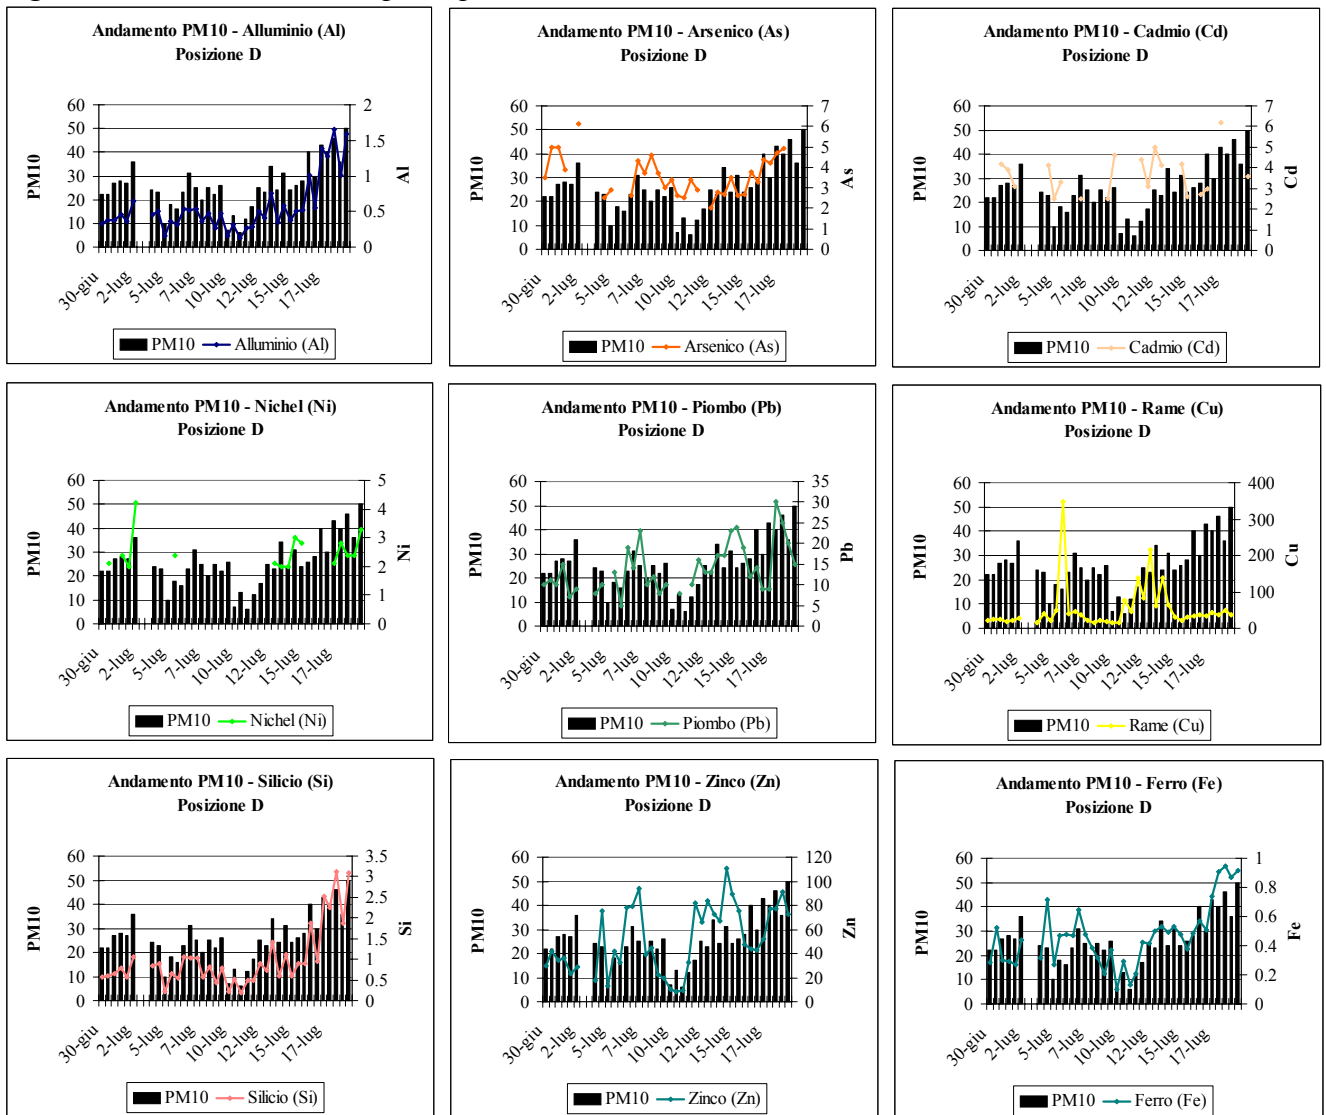 Andamento PM10 - Alluminio (Al)
Posizione D
PM10
60
50
40
30
20
10
0
2
1.5
1
0.5
0
Al
30-giu
2-lug
5-lug
7-lug
10-lug
12-lug
15-lug
17-lug
PM10 Alluminio (Al)
Andamento PM10 - Arsenico (As)
Posizione D
PM10
60
50
40
30
20
10
0
7
6
5
4
3
2
1
0
As
30-giu
2-lug
5-lug
7-lug
10-lug
12-lug
15-lug
17-lug
PM10 Arsenico (As)
Andamento PM10 - Cadmio (Cd)
Posizione D
PM10
60
50
40
30
20
10
0
7
6
5
4
3
2
1
0
Cd
30-giu
2-lug
5-lug
7-lug
10-lug
12-lug
15-lug
17-lug
PM10 Cadmio (Cd)
Andamento PM10 - Nichel (Ni)
Posizione D
PM10
60
50
40
30
20
10
0
5
4
3
2
1
0
Ni
30-giu
2-lug
5-lug
7-lug
10-lug
12-lug
15-lug
17-lug
PM10 Nichel (Ni)
Andamento PM10 - Piombo (Pb)
Posizione D
PM10
60
50
40
30
20
10
0
35
30
25
20
15
10
5
0
Pb
30-giu
2-lug
5-lug
7-lug
10-lug
12-lug
15-lug
17-lug
PM10 Piombo (Pb)
Andamento PM10 - Rame (Cu)
Posizione D
PM10
60
50
40
30
20
10
0
400
300
200
100
0
Cu
30-giu
2-lug
5-lug
7-lug
10-lug
12-lug
15-lug
17-lug
PM10 Rame (Cu)
Andamento PM10 - Silicio (Si)
Posizione D
PM10
60
50
40
30
20
10
0
3.5
3
2.5
2
1.5
1
0.5
0
Si
30-giu
2-lug
5-lug
7-lug
10-lug
12-lug
15-lug
17-lug
PM10 Silicio (Si)
Andamento PM10 - Zinco (Zn)
Posizione D
PM10
60
50
40
30
20
10
0
120
100
80
60
40
20
0
Zn
30-giu
2-lug
5-lug
7-lug
10-lug
12-lug
15-lug
17-lug
PM10 Zinco (Zn)
Andamento PM10 - Ferro (Fe)
Posizione D
PM10
60
50
40
30
20
10
0
1
0.8
0.6
0.4
0.2
0
Fe
30-giu
2-lug
5-lug
7-lug
10-lug
12-lug
15-lug
17-lug
PM10 Ferro (Fe)